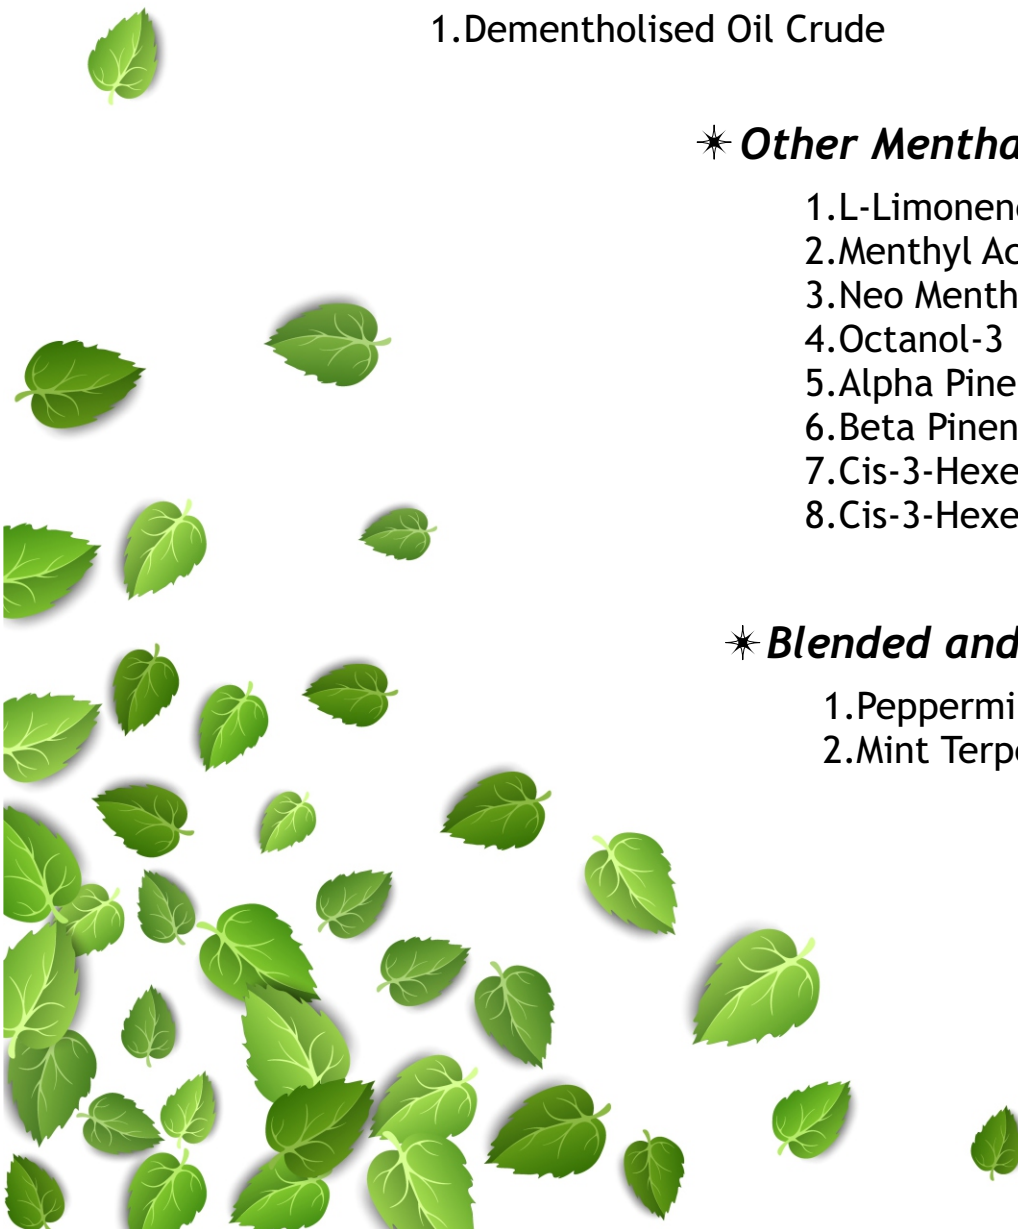 1.Dementholised Oil Crude
✴ Other Mentha
1.L-Limonen
2.Menthyl Ac
3.Neo Menth
4.Octanol-3
5.Alpha Pine
6.Beta Pinen
7.Cis-3-Hexe
8.Cis-3-Hexe
✴ Blended and
1.Peppermi
2.Mint Terp